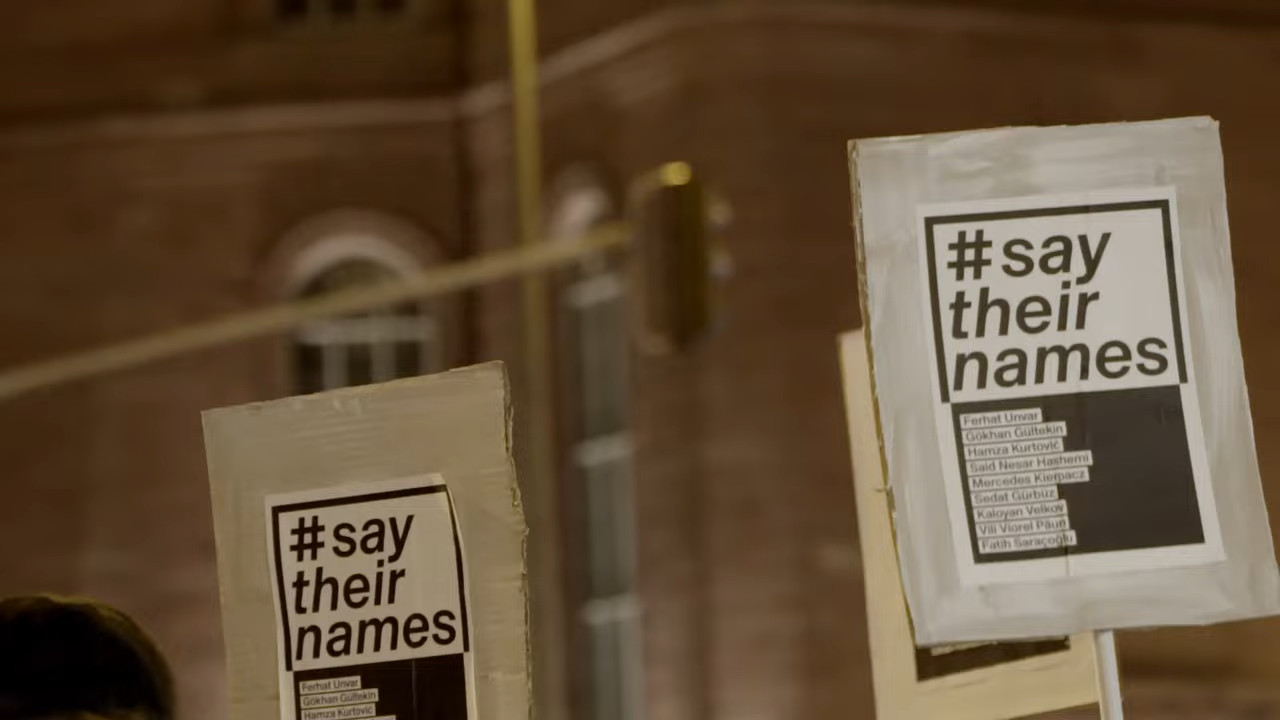 #say
their
names
Ferhat Unvar
Gökhan Gültekin
Hamza Kurtović
#say
their
names
Ferhat Unvar
Gökhan Gültekin
Hamza Kurtović
Said Nesar Hashemi
Mercedes Kierpacz
Sedat Gürbüz
Kaloyan Velkov
Vili Viorel Păun
Fatih Saraçoğlu